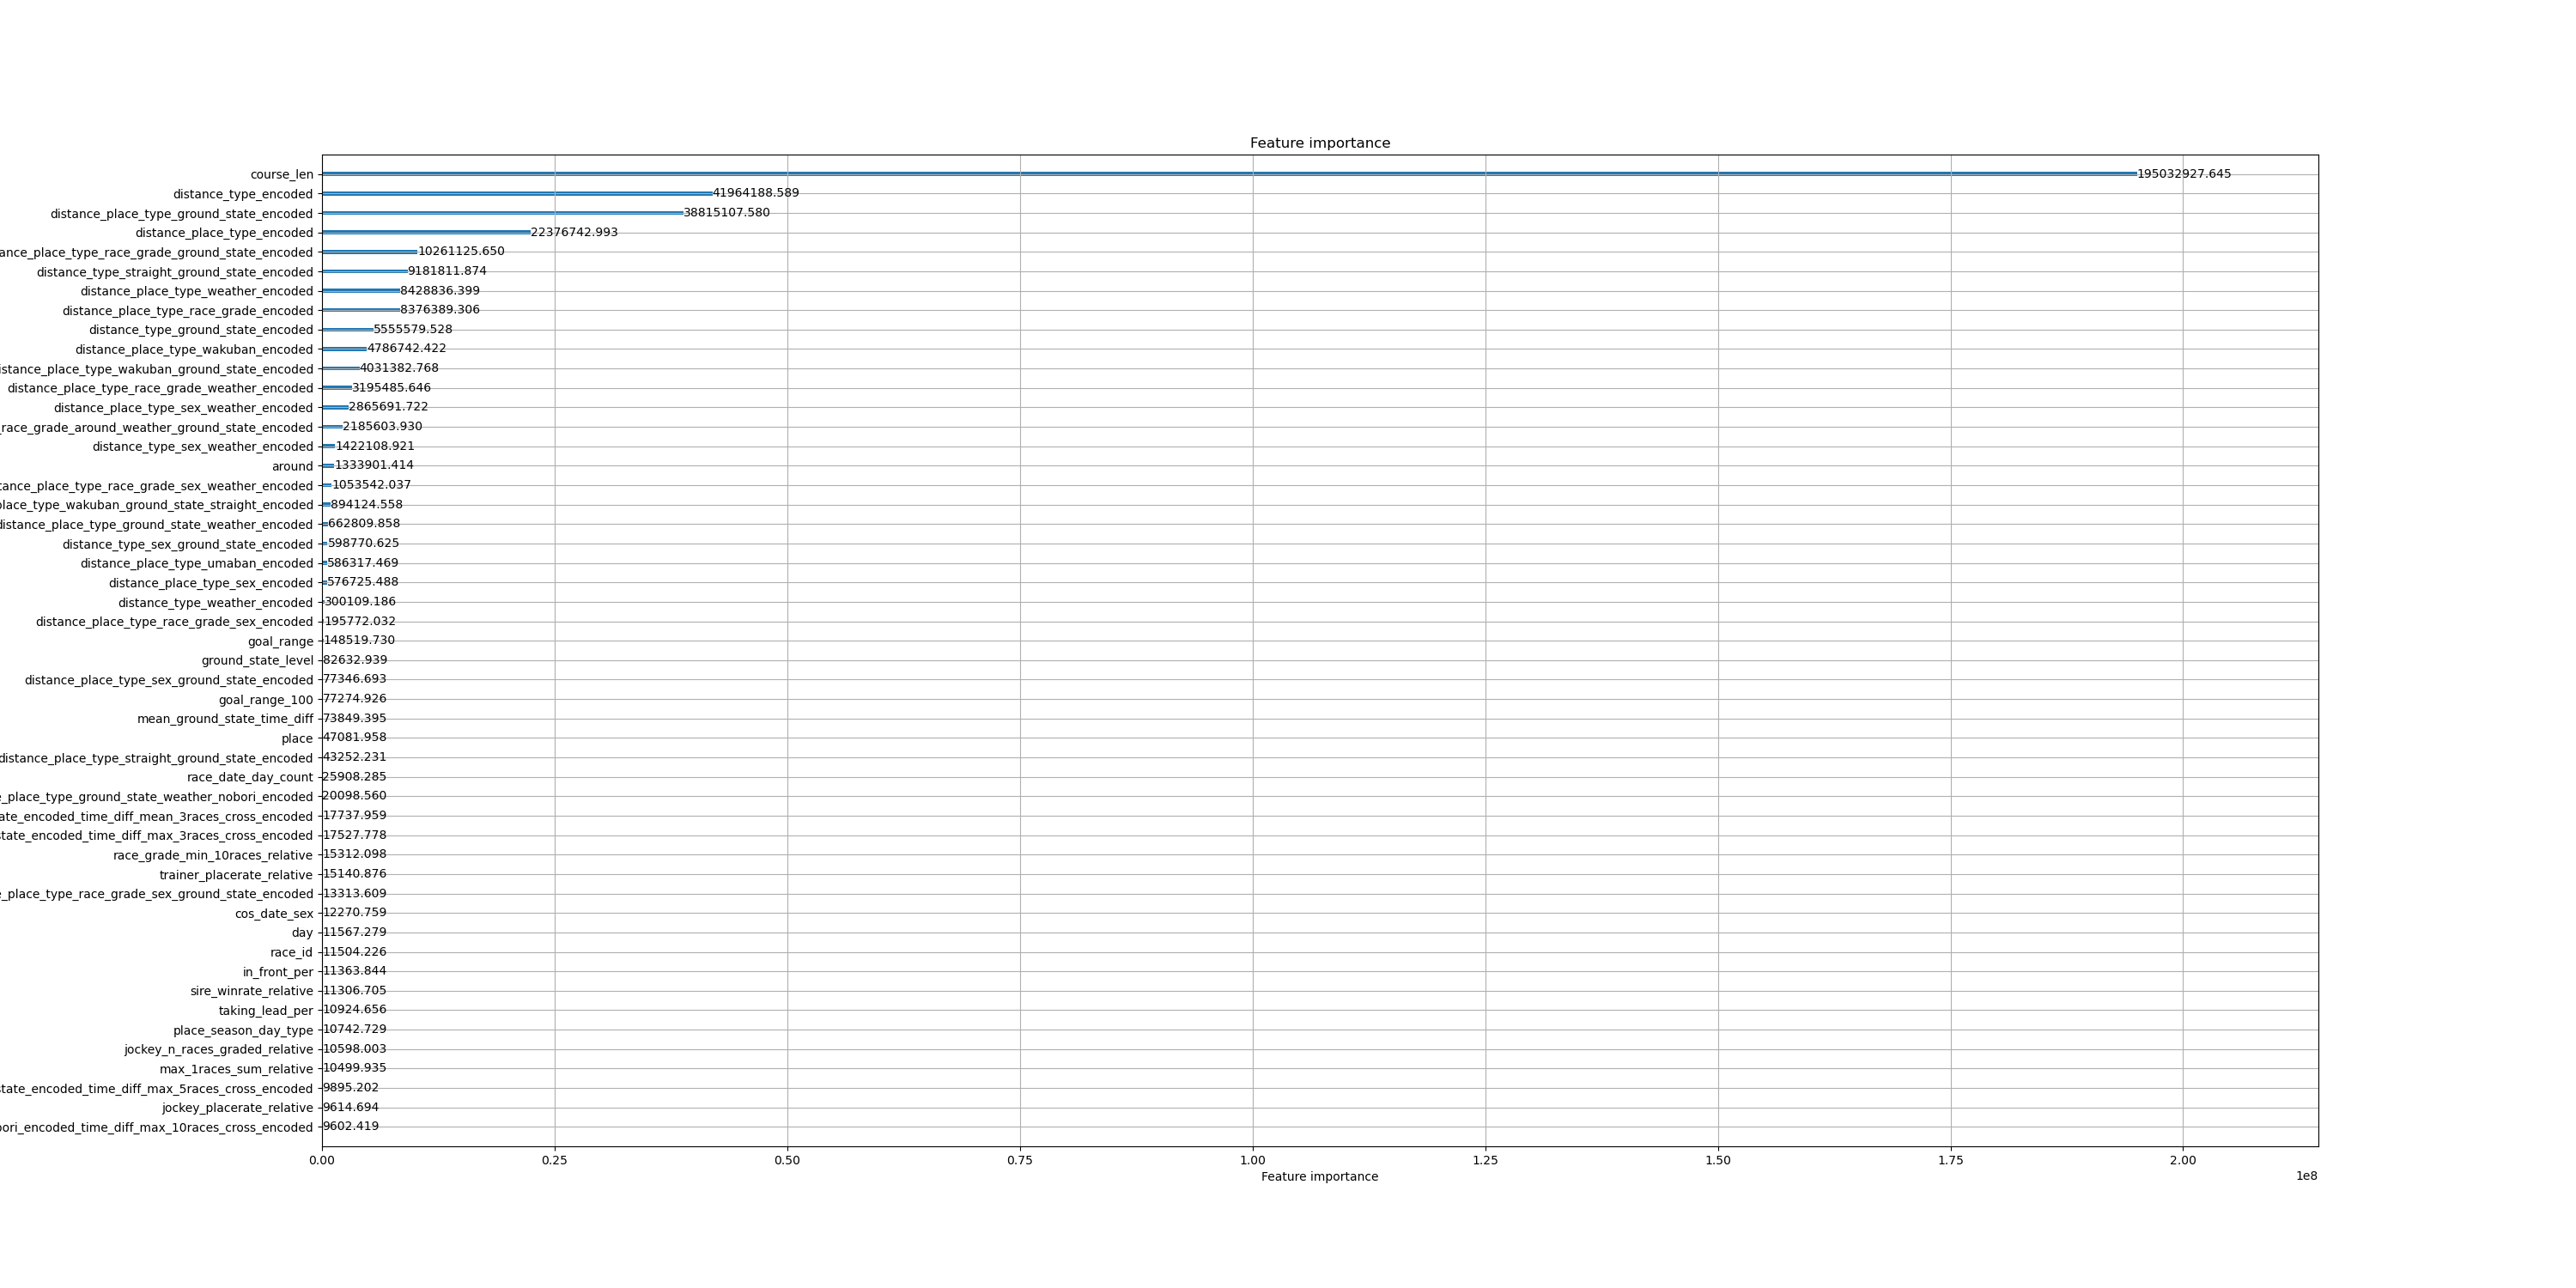 Feature importance
course_len 195032927.645
distance_type_encoded 41964188.589
distance_place_type_ground_state_encoded 38815107.580
distance_place_type_encoded 22376742.993
ance_place_type_race_grade_ground_state_encoded 10261125.650
distance_type_straight_ground_state_encoded 9181811.874
distance_place_type_weather_encoded 8428836.399
distance_place_type_race_grade_encoded 8376389.306
distance_type_ground_state_encoded 5555579.528
distance_place_type_wakuban_encoded 4786742.422
istance_place_type_wakuban_ground_state_encoded 4031382.768
distance_place_type_race_grade_weather_encoded 3195485.646
distance_place_type_sex_weather_encoded 2865691.722
_race_grade_around_weather_ground_state_encoded 2185603.930
distance_type_sex_weather_encoded 1422108.921
around 1333901.414
tance_place_type_race_grade_sex_weather_encoded 1053542.037
place_type_wakuban_ground_state_straight_encoded 894124.558
distance_place_type_ground_state_weather_encoded 662809.858
distance_type_sex_ground_state_encoded 598770.625
distance_place_type_umaban_encoded 586317.469
distance_place_type_sex_encoded 576725.488
distance_type_weather_encoded 300109.186
distance_place_type_race_grade_sex_encoded 195772.032
goal_range 148519.730
ground_state_level 82632.939
distance_place_type_sex_ground_state_encoded 77346.693
goal_range_100 77274.926
mean_ground_state_time_diff 73849.395
place 47081.958
distance_place_type_straight_ground_state_encoded 43252.231
race_date_day_count 25908.285
e_place_type_ground_state_weather_nobori_encoded 20098.560
ate_encoded_time_diff_mean_3races_cross_encoded 17737.959
state_encoded_time_diff_max_3races_cross_encoded 17527.778
race_grade_min_10races_relative 15312.098
trainer_placerate_relative 15140.876
e_place_type_race_grade_sex_ground_state_encoded 13313.609
cos_date_sex 12270.759
day 11567.279
race_id 11504.226
in_front_per 11363.844
sire_winrate_relative 11306.705
taking_lead_per 10924.656
place_season_day_type 10742.729
jockey_n_races_graded_relative 10598.003
max_1races_sum_relative 10499.935
state_encoded_time_diff_max_5races_cross_encoded 9895.202
jockey_placerate_relative 9614.694
bori_encoded_time_diff_max_10races_cross_encoded 9602.419
0.00 0.25 0.50 0.75 1.00 1.25 1.50 1.75 2.00
Feature importance
1e8